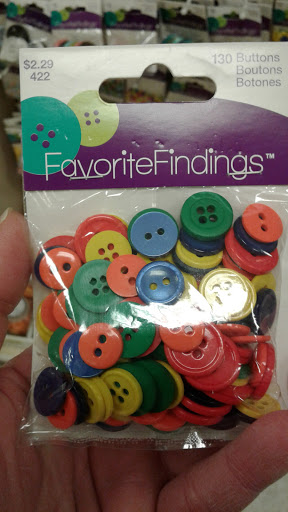 $2.29
422
130 Buttons
Boutons
Botones
FavoriteFindings™